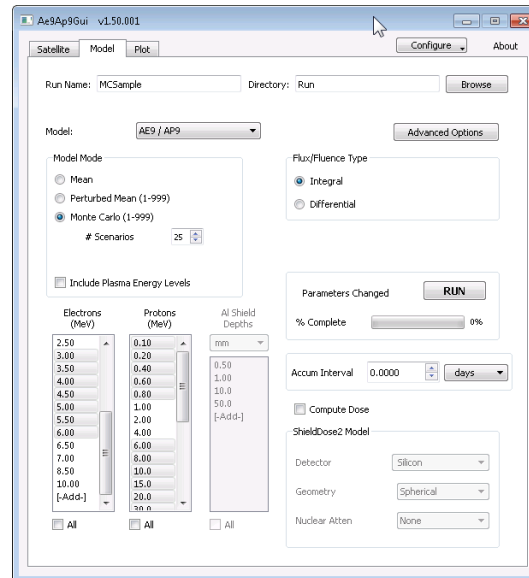 Ae9Ap9Gui v1.50.001
Satellite Model Plot Configure About
Run Name: MCSample Directory: Run Browse
Model: AE9 / AP9 Advanced Options
Model Mode
Mean
Perturbed Mean (1-999)
Monte Carlo (1-999)
# Scenarios 25
Include Plasma Energy Levels
Flux/Fluence Type
Integral
Differential
Parameters Changed RUN
% Complete 0%
Electrons
(MeV)
2.50
3.00
3.50
4.00
4.50
5.00
5.50
6.00
6.50
7.00
8.50
10.00
[-Add-]
All
Protons
(MeV)
0.10
0.20
0.40
0.60
0.80
1.00
2.00
4.00
6.00
8.00
10.0
15.0
20.0
30.0
All
Al Shield
Depths
mm
0.50
1.00
10.0
50.0
[-Add-]
All
Accum Interval 0.0000 days
Compute Dose
ShieldDose2 Model
Detector Silicon
Geometry Spherical
Nuclear Atten None